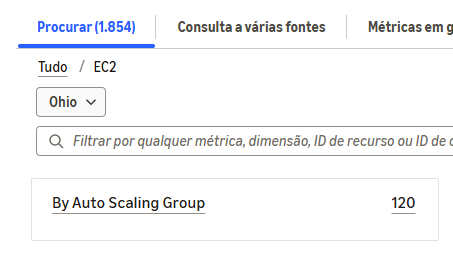 Procurar (1.854) Consulta a várias fontes Métricas em g
Tudo / EC2
Ohio
Filtrar por qualquer métrica, dimensão, ID de recurso ou ID de c
By Auto Scaling Group 120